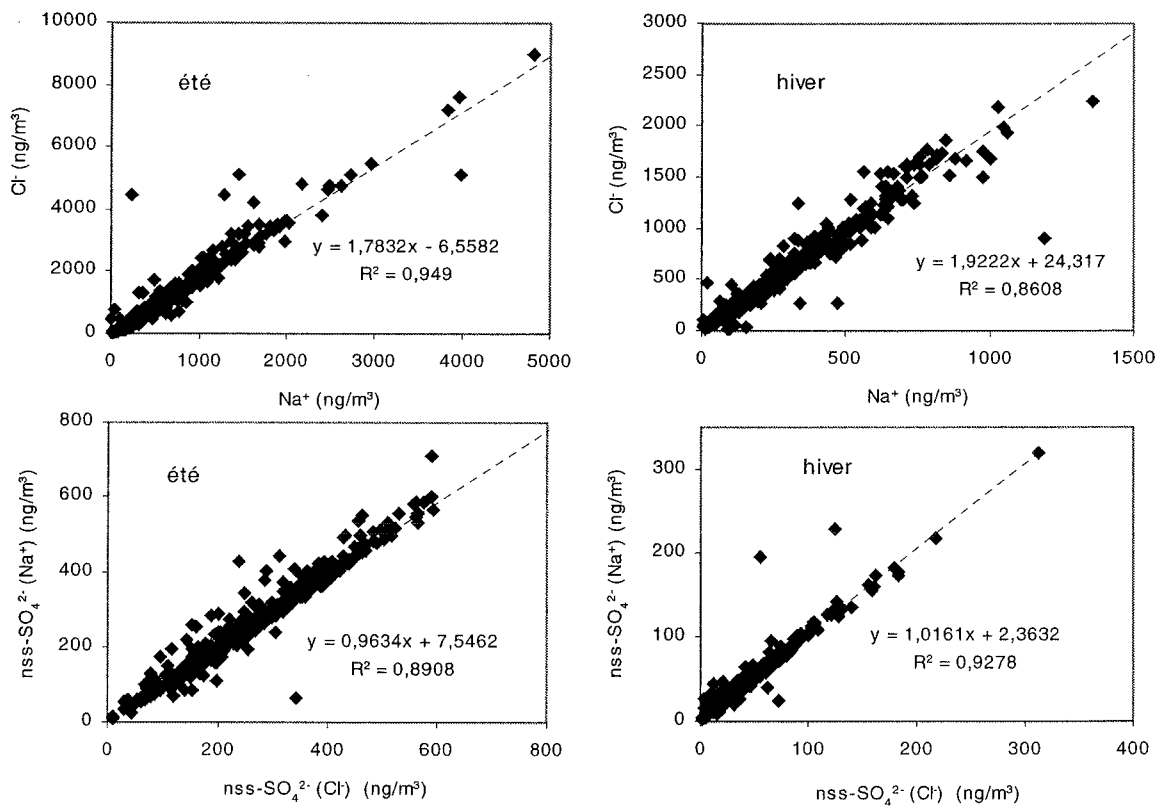 10000
8000
6000
4000
2000
0
Cl⁻ (ng/m³)
été
y = 1,7832x - 6,5582
R² = 0,949
0 1000 2000 3000 4000 5000
Na⁺ (ng/m³)
3000
2500
2000
1500
1000
500
0
Cl⁻ (ng/m³)
hiver
y = 1,9222x + 24,317
R² = 0,8608
0 500 1000 1500
Na⁺ (ng/m³)
800
600
400
200
0
nss-SO₄²⁻ (Na⁺) (ng/m³)
été
y = 0,9634x + 7,5462
R² = 0,8908
0 200 400 600 800
nss-SO₄²⁻ (Cl⁻) (ng/m³)
300
200
100
0
nss-SO₄²⁻ (Na⁺) (ng/m³)
hiver
y = 1,0161x + 2,3632
R² = 0,9278
0 100 200 300 400
nss-SO₄²⁻ (Cl⁻) (ng/m³)